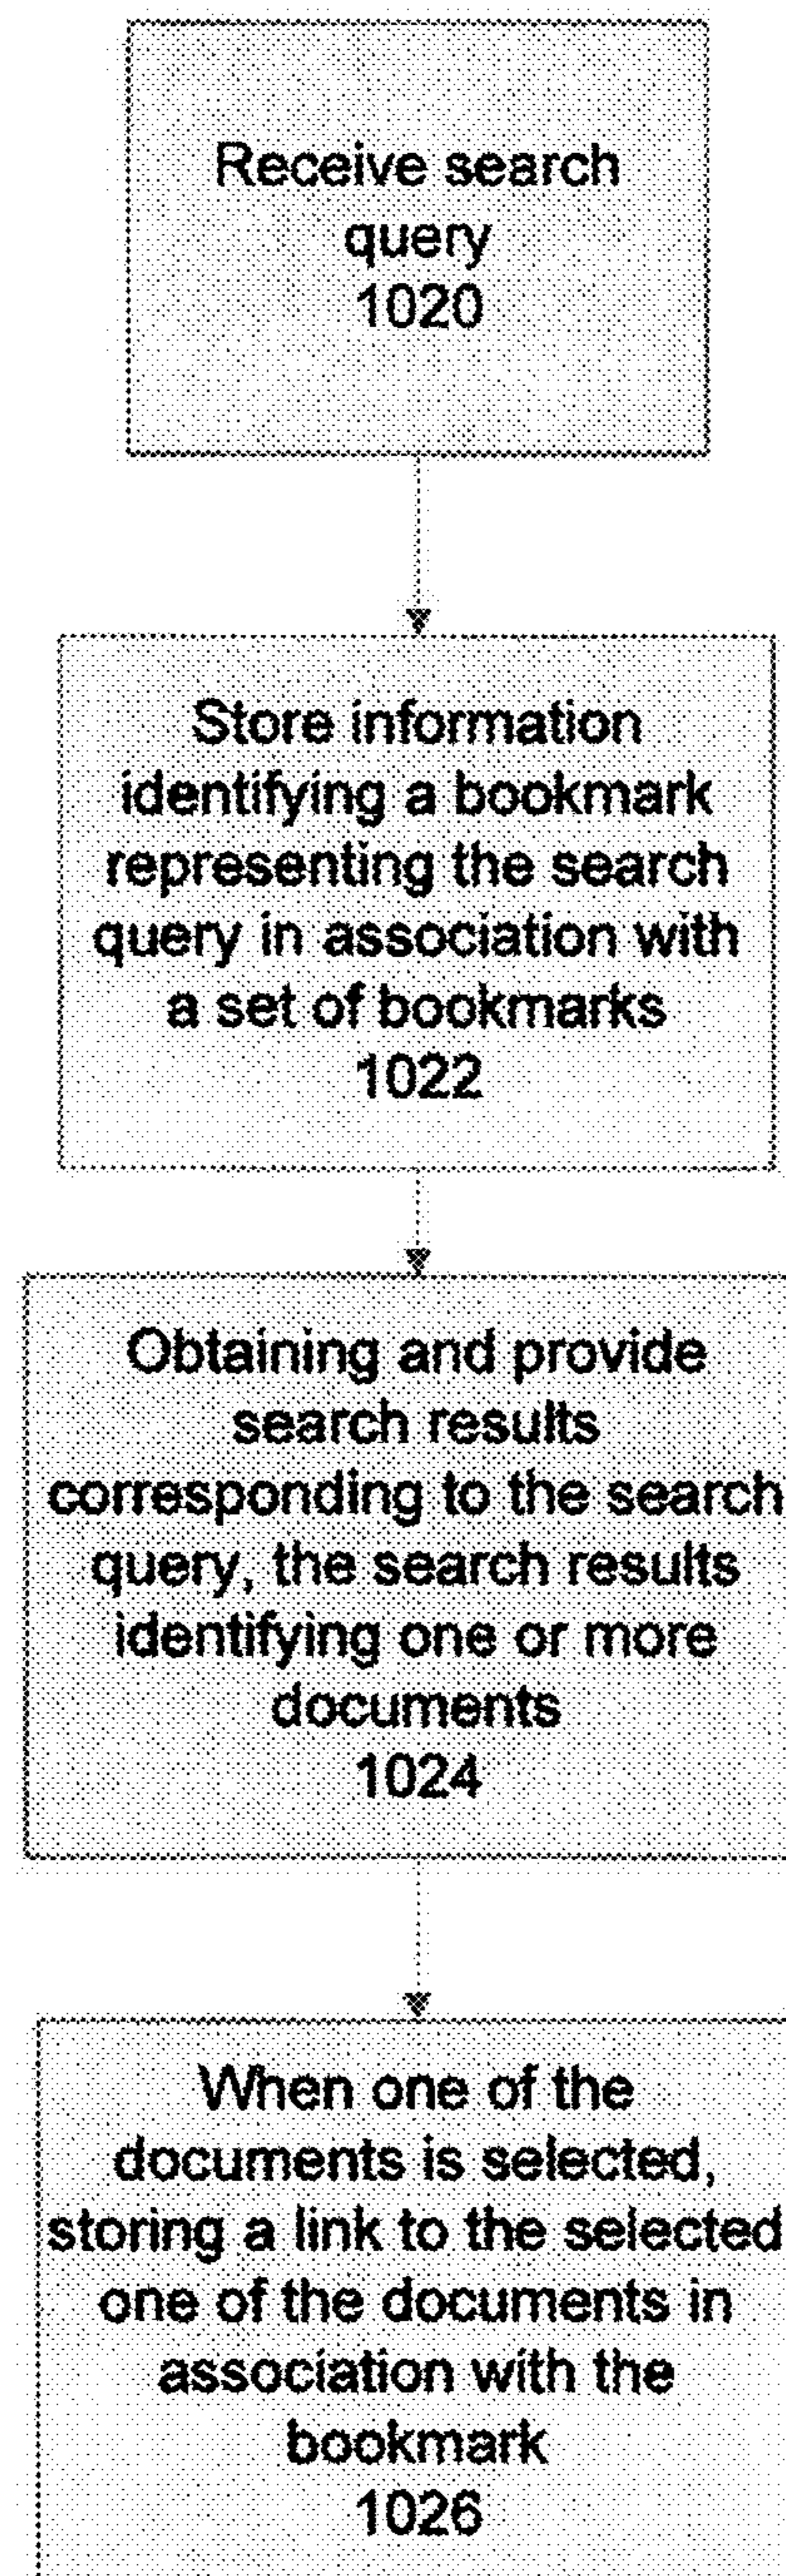 Receive search
query
1020
Store information
identifying a bookmark
representing the search
query in association with
a set of bookmarks
1022
Obtaining and provide
search results
corresponding to the search
query, the search results
identifying one or more
documents
1024
When one of the
documents is selected,
storing a link to the selected
one of the documents in
association with the
bookmark
1026